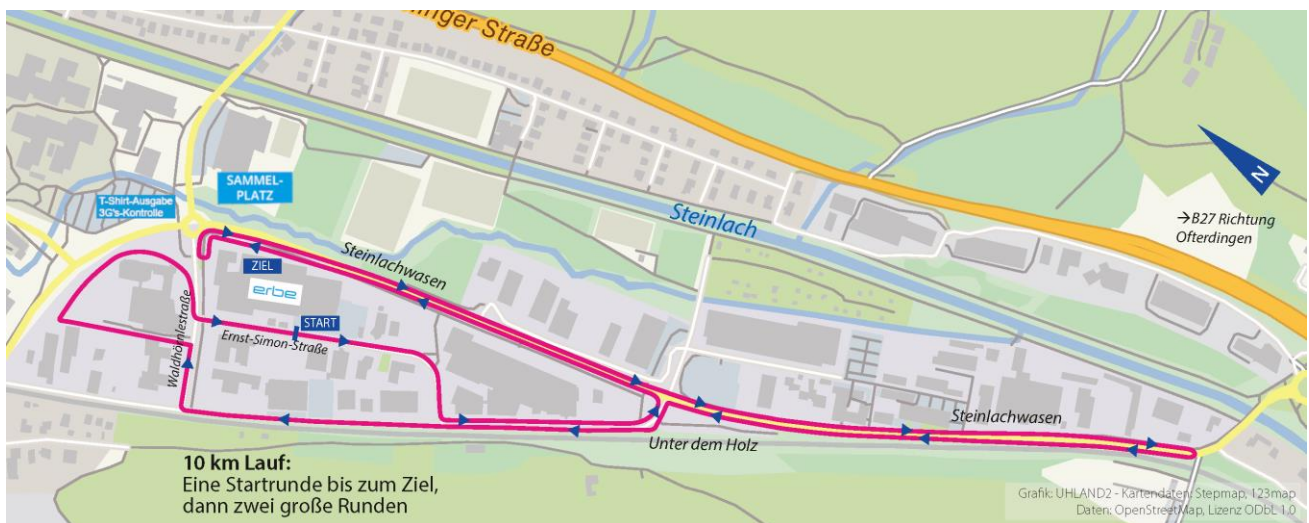 inger-Straße
SAMMEL-
PLATZ
T-Shirt-Ausgabe
3G's-Kontrolle
N
→B27 Richtung
Ofterdingen
Steinlach
Steinlachwasen
ZIEL
erbe
START
Ernst-Simon-Straße
Waldhörnlestraße
Steinlachwasen
Unter dem Holz
10 km Lauf:
Eine Startrunde bis zum Ziel,
dann zwei große Runden
Grafik: UHLAND2 - Kartendaten: Stepmap, 123map
Daten: OpenStreetMap, Lizenz ODbL 1.0